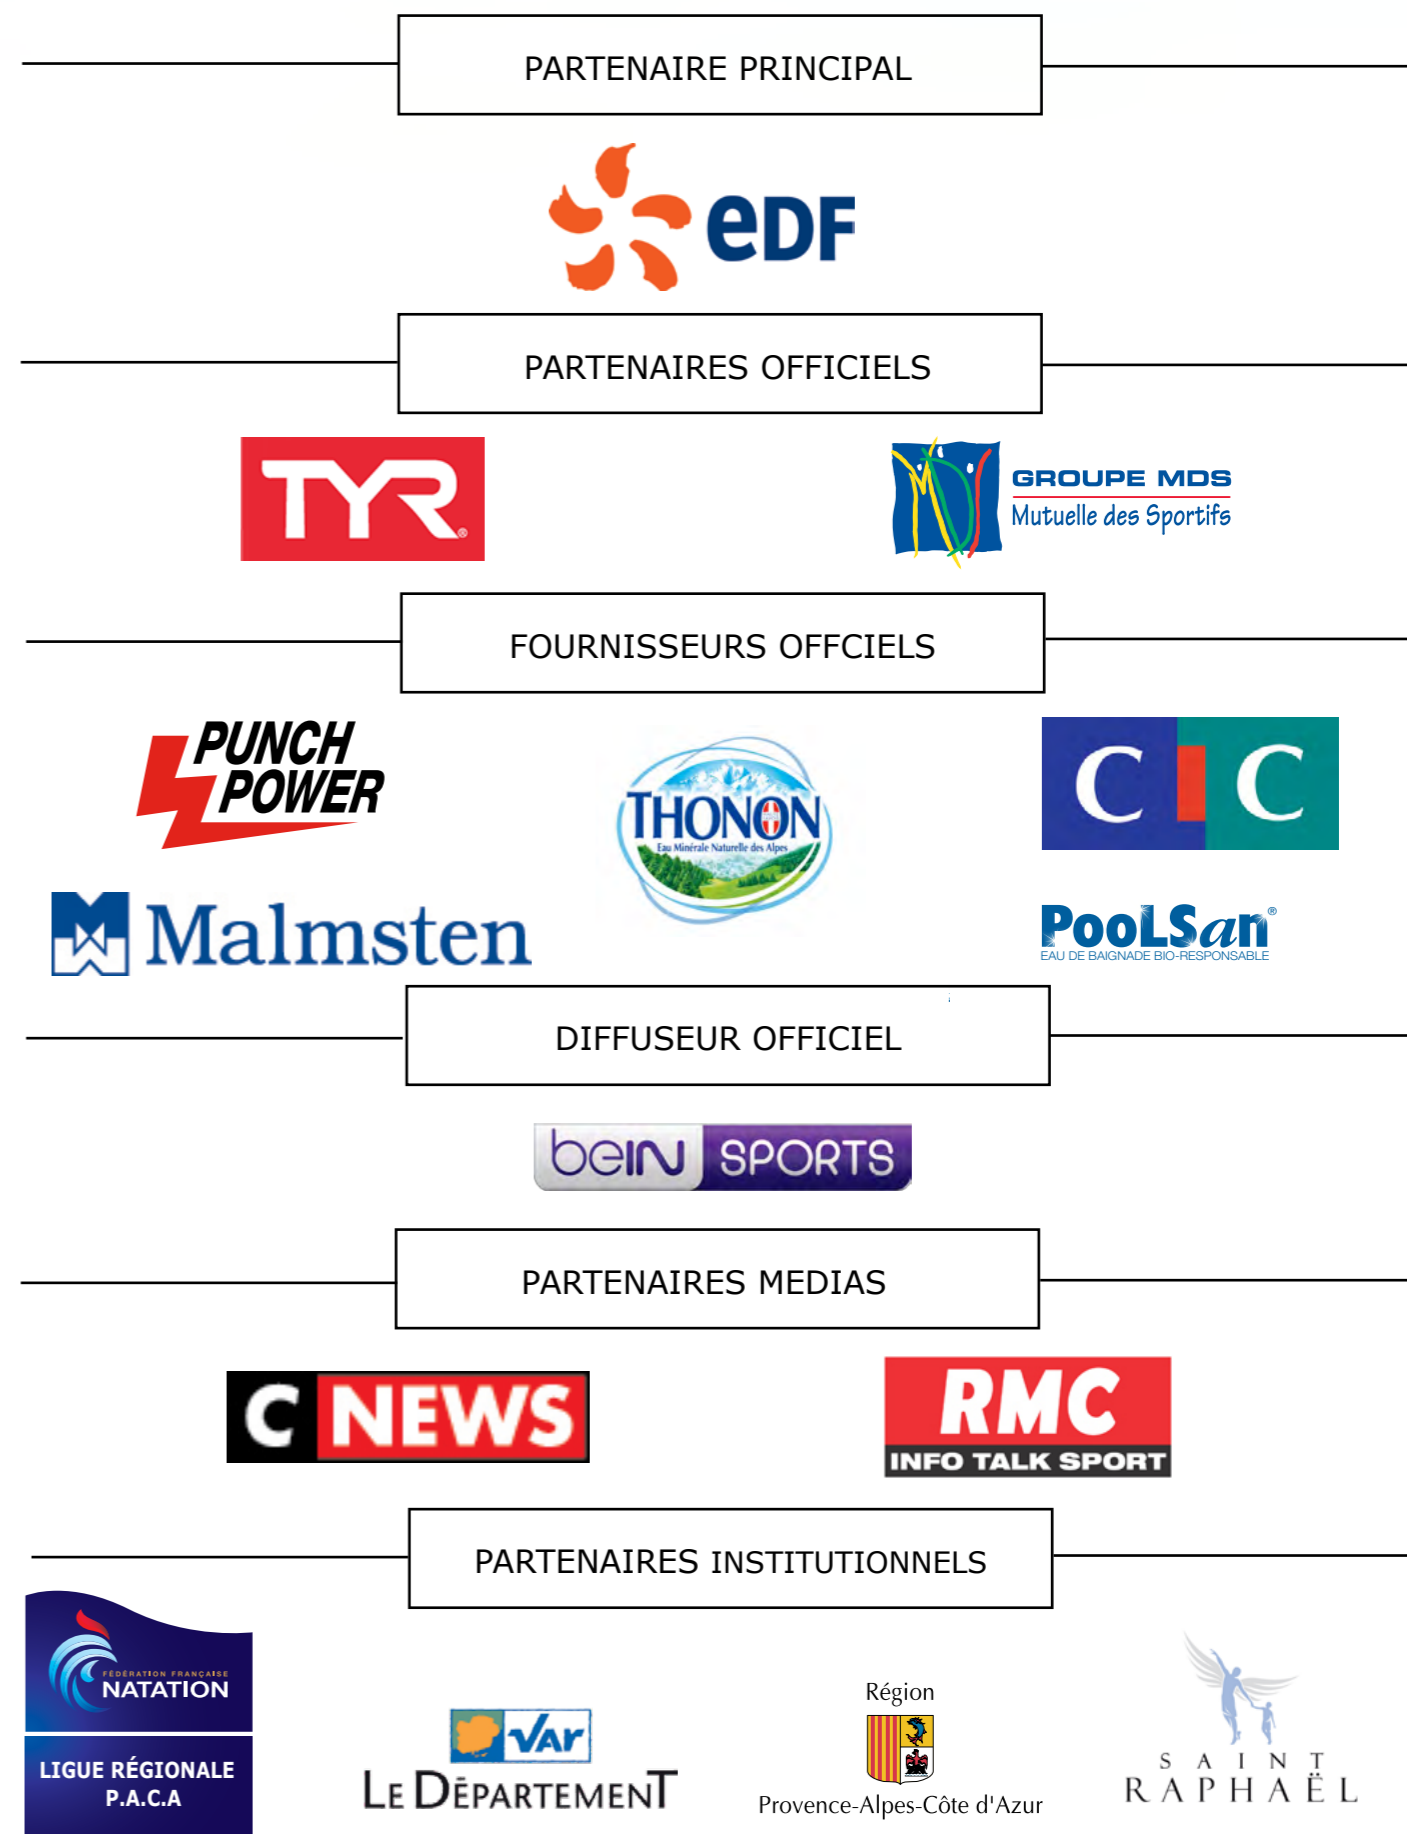 PARTENAIRE PRINCIPAL
eDF
PARTENAIRES OFFICIELS
TYR®
GROUPE MDS
Mutuelle des Sportifs
FOURNISSEURS OFFCIELS
PUNCH
POWER
THONON
Eau Minérale Naturelle des Alpes
CIC
Malmsten
PooLSan®
EAU DE BAIGNADE BIO-RESPONSABLE
DIFFUSEUR OFFICIEL
beIN SPORTS
PARTENAIRES MEDIAS
C NEWS
RMC
INFO TALK SPORT
PARTENAIRES INSTITUTIONNELS
FÉDÉRATION FRANÇAISE
NATATION
LIGUE RÉGIONALE
P.A.C.A
Var
LE DÉPARTEMENT
Région
Provence-Alpes-Côte d'Azur
SAINT
RAPHAËL